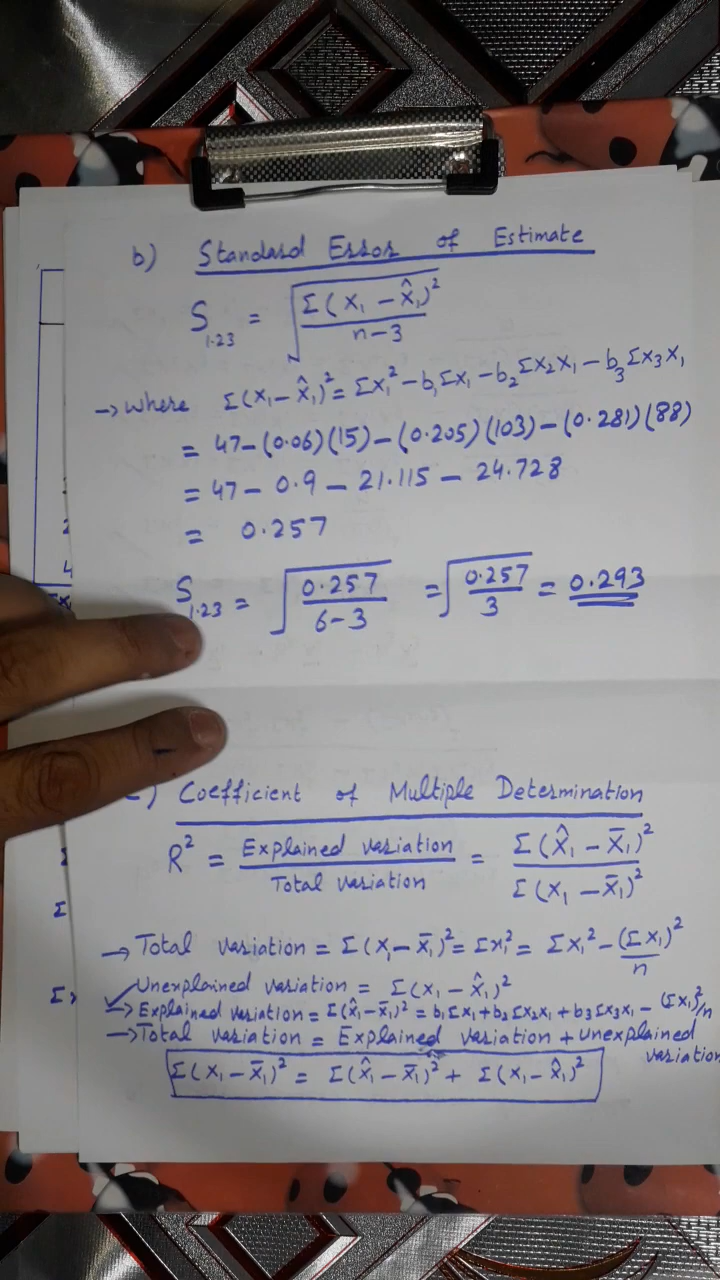 b) Standard Error of Estimate
S₁.₂₃ = √(Σ(X₁ − X̂₁)² / n−3)
→ where Σ(X₁ − X̂₁)² = ΣX₁² − b₁ΣX₁ − b₂ΣX₂X₁ − b₃ΣX₃X₁
= 47 − (0.06)(15) − (0.205)(103) − (0.281)(88)
= 47 − 0.9 − 21.115 − 24.728
= 0.257
S₁.₂₃ = √(0.257 / 6−3) = √(0.257 / 3) = 0.293
) Coefficient of Multiple Determination
R² = Explained variation / Total variation = Σ(X̂₁ − X̄₁)² / Σ(X₁ − X̄₁)²
→ Total variation = Σ(X₁ − X̄₁)² = Σx₁² = ΣX₁² − (ΣX₁)² / n
Unexplained variation = Σ(X₁ − X̂₁)²
→ Explained variation = Σ(X̂₁ − X̄₁)² = b₁ΣX₁ + b₂ΣX₂X₁ + b₃ΣX₃X₁ − (ΣX₁)²/n
→ Total variation = Explained variation + Unexplained
variation
Σ(X₁ − X̄₁)² = Σ(X̂₁ − X̄₁)² + Σ(X₁ − X̂₁)²